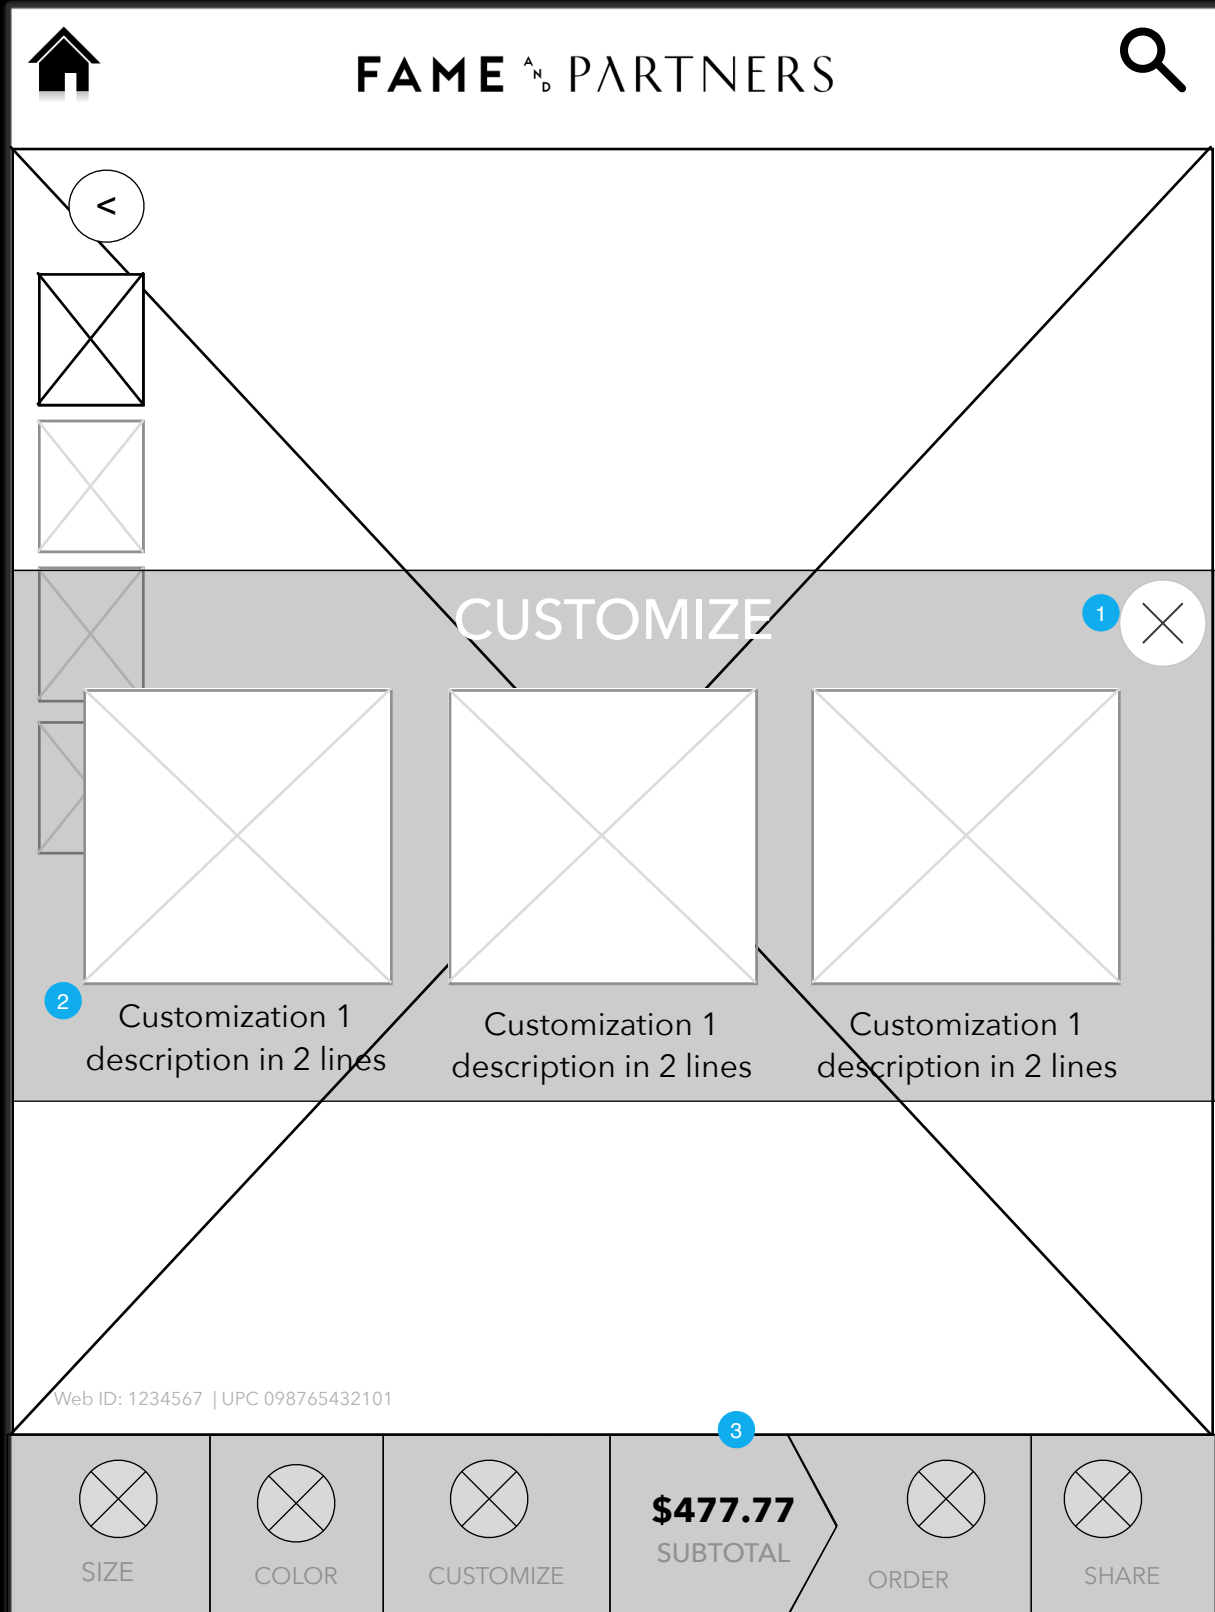 FAME AND PARTNERS
<
CUSTOMIZE
1
2
Customization 1
description in 2 lines
Customization 1
description in 2 lines
Customization 1
description in 2 lines
Web ID: 1234567 | UPC 098765432101
3
$477.77
SUBTOTAL
SIZE
COLOR
CUSTOMIZE
ORDER
SHARE